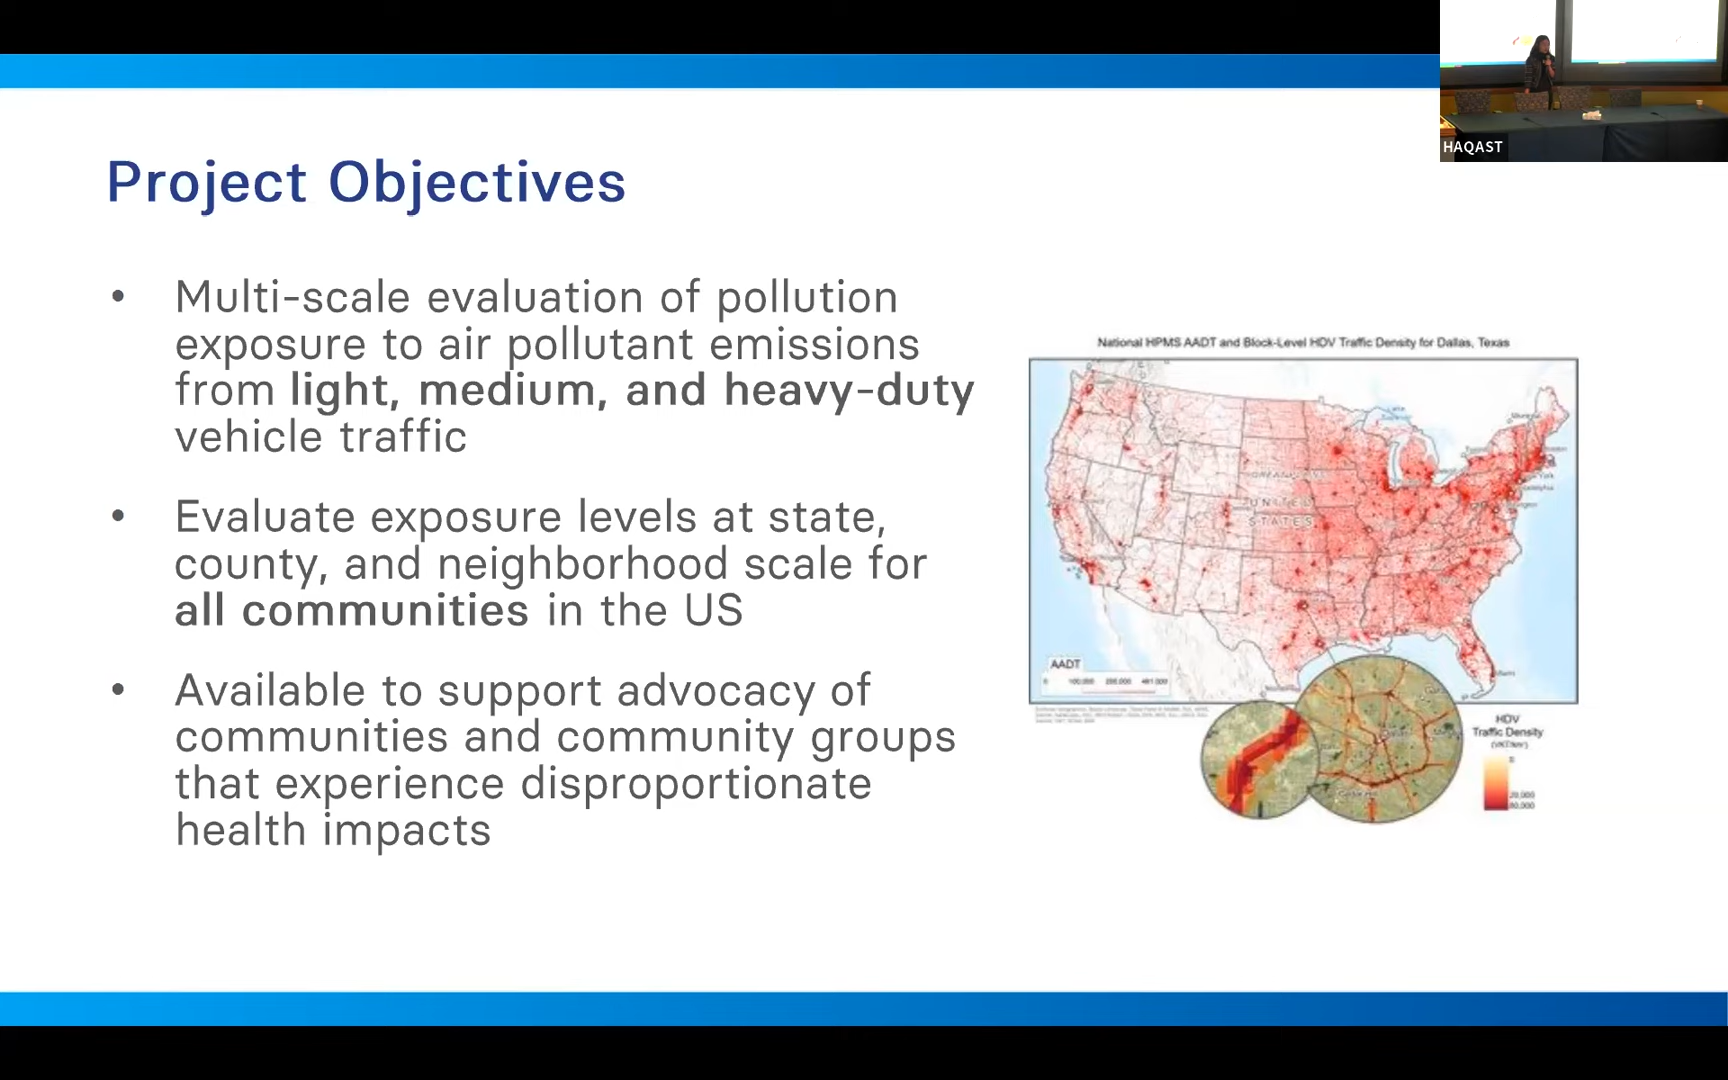 HAQAST
Project Objectives
• Multi-scale evaluation of pollution
exposure to air pollutant emissions
from light, medium, and heavy-duty
vehicle traffic
• Evaluate exposure levels at state,
county, and neighborhood scale for
all communities in the US
• Available to support advocacy of
communities and community groups
that experience disproportionate
health impacts
National HPMS AADT and Block-Level HDV Traffic Density for Dallas, Texas
UNITED
STATES
AADT
HDV
Traffic Density